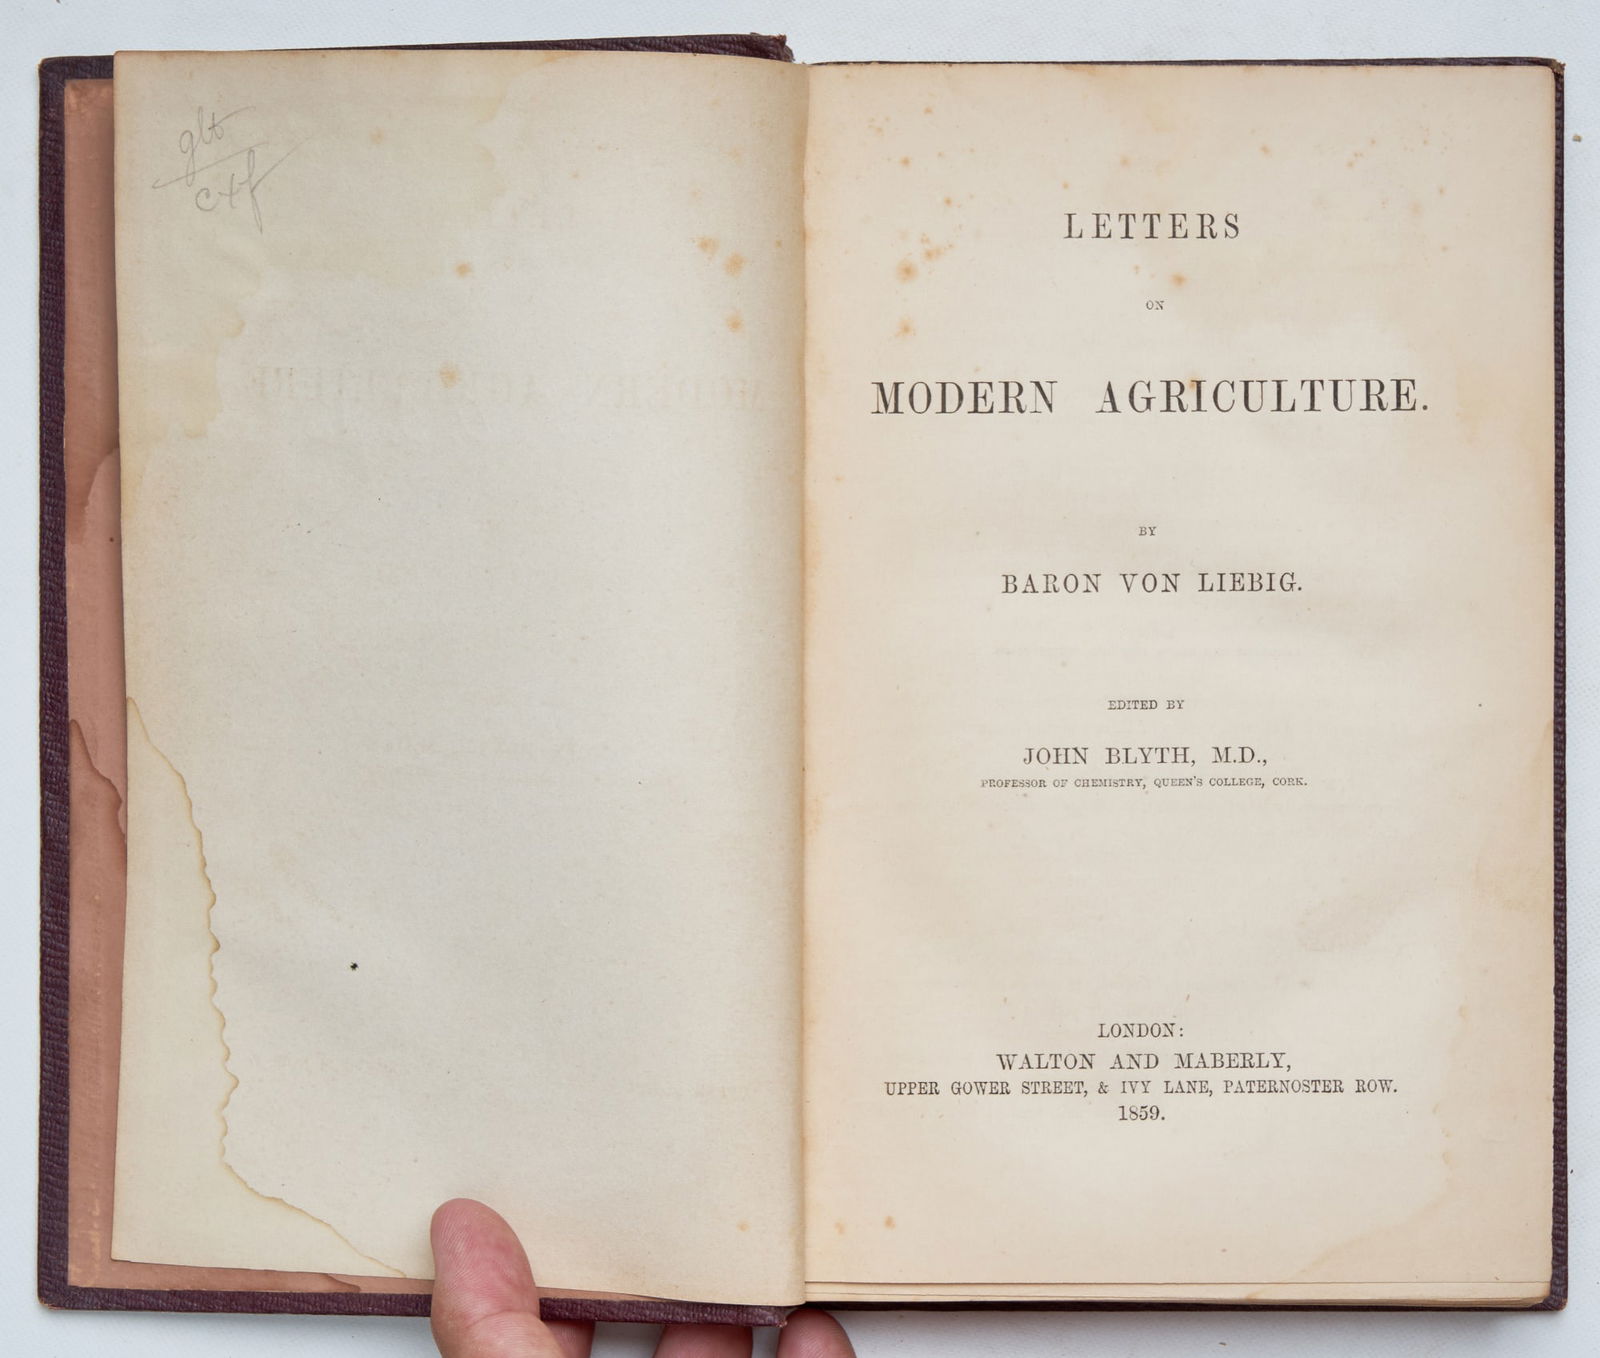 glt
cxf
LETTERS
ON
MODERN AGRICULTURE.
BY
BARON VON LIEBIG.
EDITED BY
JOHN BLYTH, M.D.,
PROFESSOR OF CHEMISTRY, QUEEN'S COLLEGE, CORK.
LONDON:
WALTON AND MABERLY,
UPPER GOWER STREET, & IVY LANE, PATERNOSTER ROW.
1859.